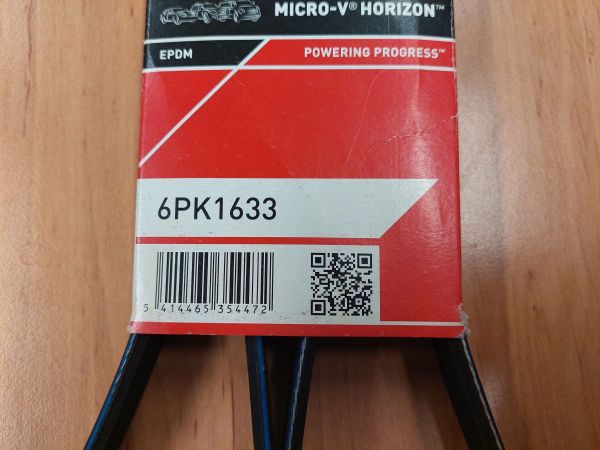 MICRO-V® HORIZON™
EPDM
POWERING PROGRESS™
6PK1633
5 414465 354472